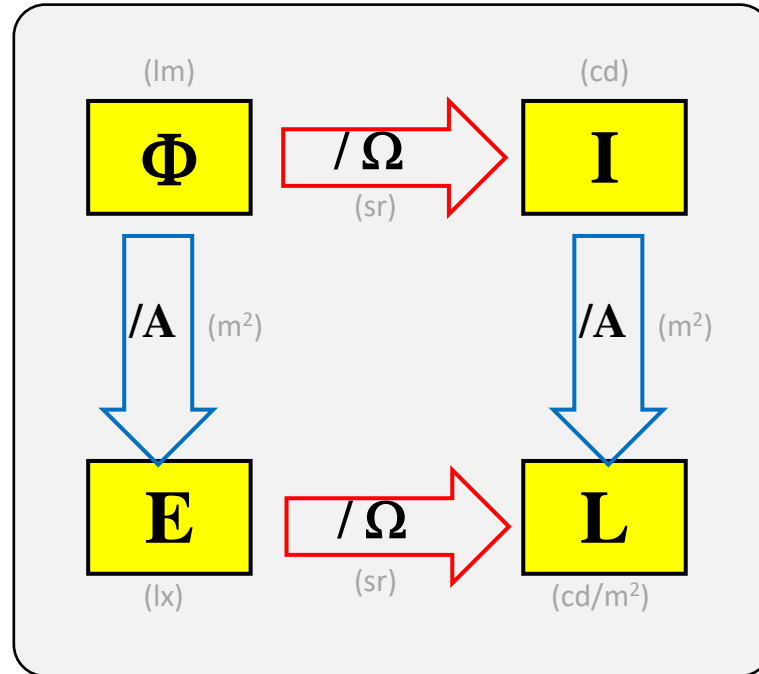 (lm) (cd)
Φ / Ω I
(sr)
/A (m²) /A (m²)
E / Ω L
(sr)
(lx) (cd/m²)